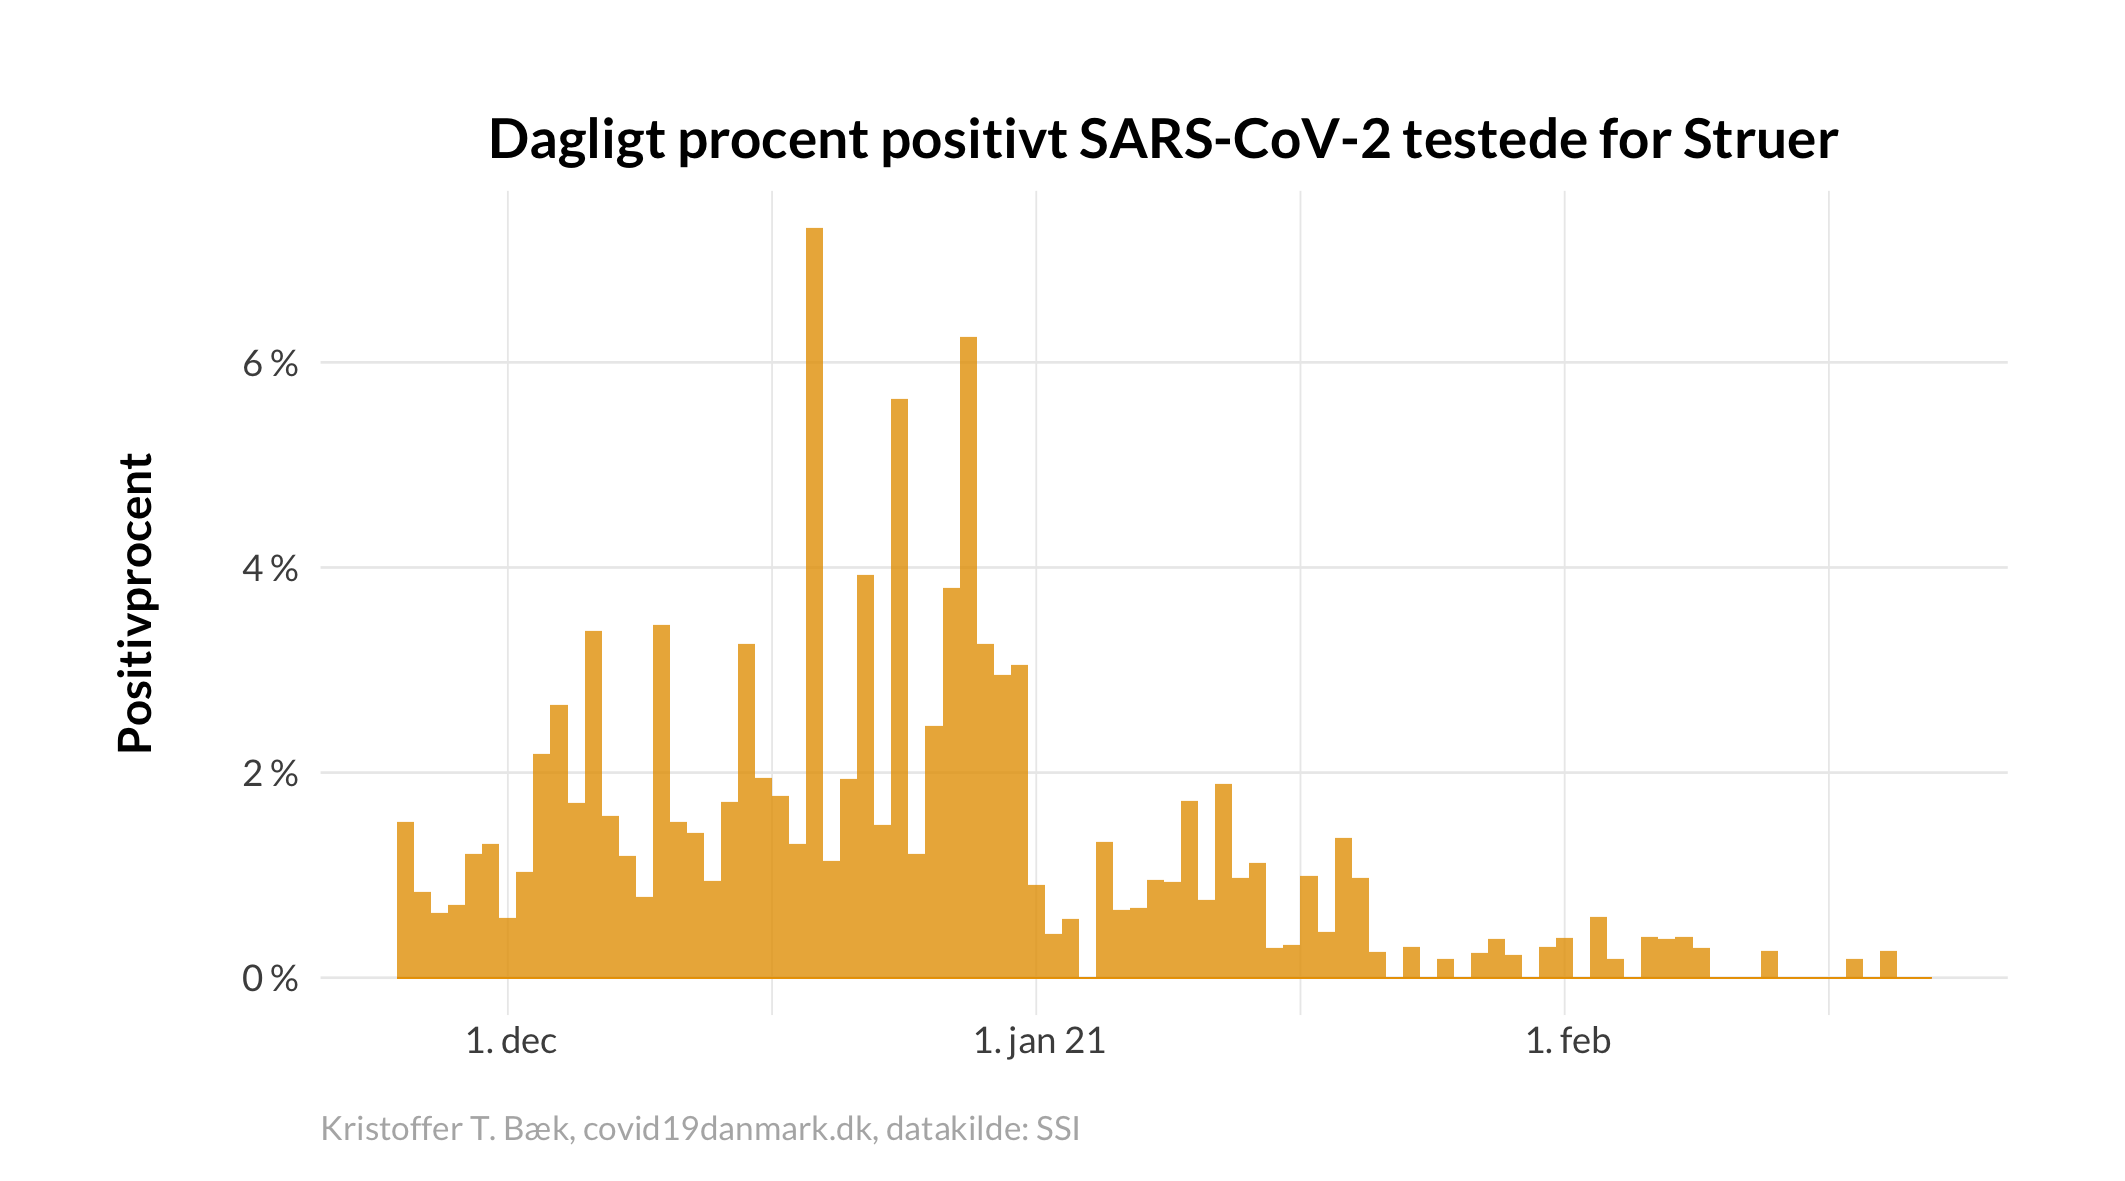 Dagligt procent positivt SARS-CoV-2 testede for Struer
Positivprocent
6 %
4 %
2 %
0 %
1. dec
1. jan 21
1. feb
Kristoffer T. Bæk, covid19danmark.dk, datakilde: SSI